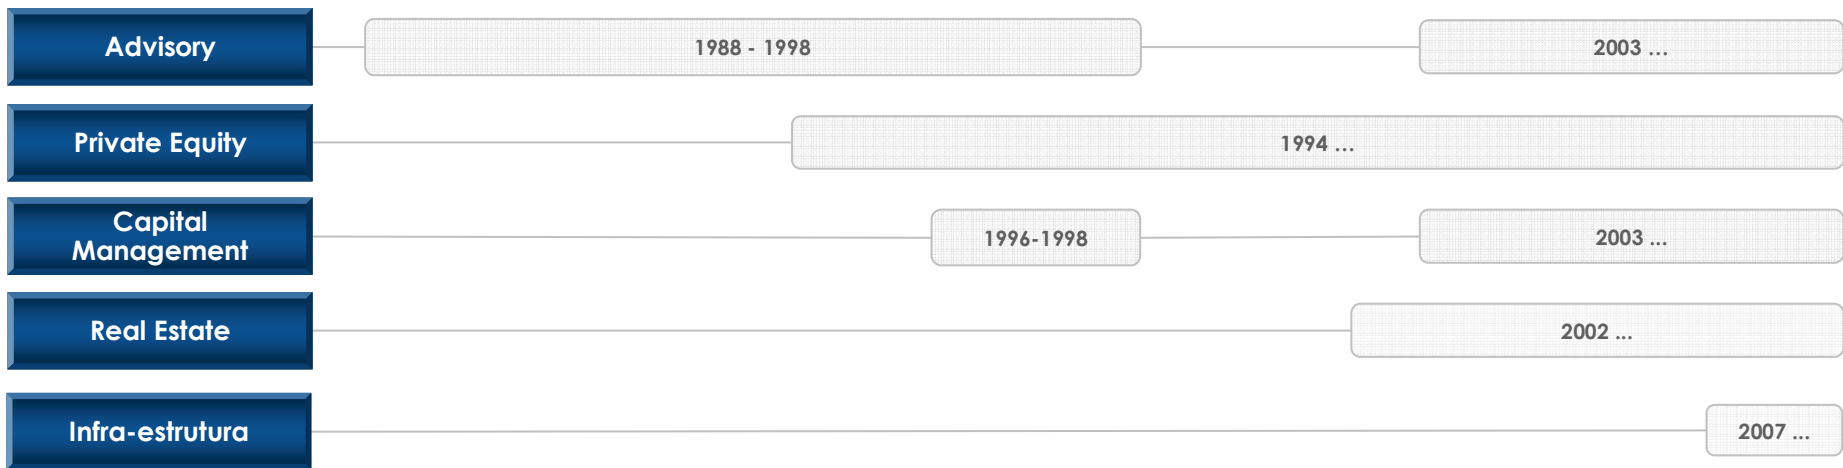 Advisory
1988 - 1998
2003 ...
Private Equity
1994 ...
Capital
Management
1996-1998
2003 ...
Real Estate
2002 ...
Infra-estrutura
2007 ...